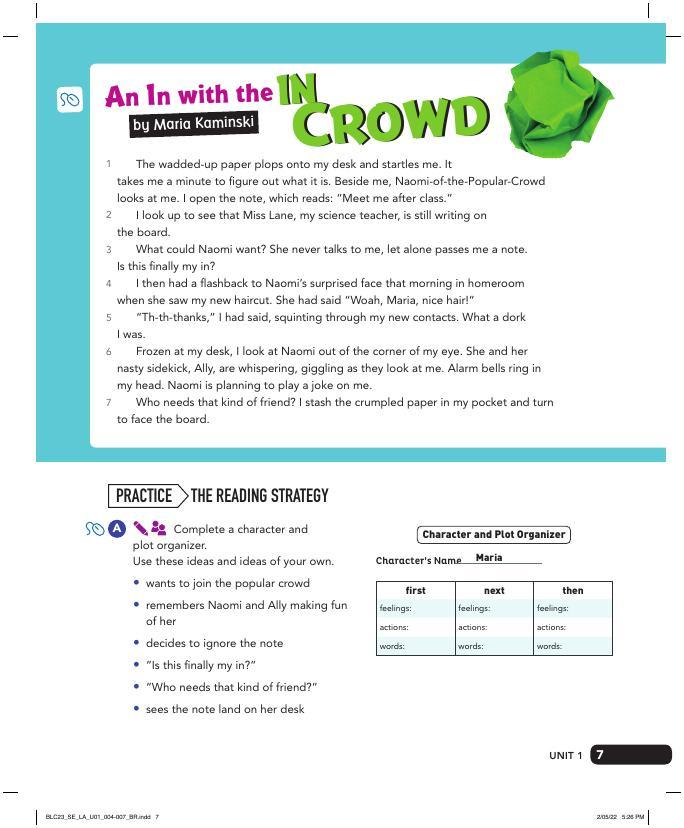 An In with the IN
CROWD
by Maria Kaminski
1 The wadded-up paper plops onto my desk and startles me. It
takes me a minute to figure out what it is. Beside me, Naomi-of-the-Popular-Crowd
looks at me. I open the note, which reads: “Meet me after class.”
2 I look up to see that Miss Lane, my science teacher, is still writing on
the board.
3 What could Naomi want? She never talks to me, let alone passes me a note.
Is this finally my in?
4 I then had a flashback to Naomi’s surprised face that morning in homeroom
when she saw my new haircut. She had said “Woah, Maria, nice hair!”
5 “Th-th-thanks,” I had said, squinting through my new contacts. What a dork
I was.
6 Frozen at my desk, I look at Naomi out of the corner of my eye. She and her
nasty sidekick, Ally, are whispering, giggling as they look at me. Alarm bells ring in
my head. Naomi is planning to play a joke on me.
7 Who needs that kind of friend? I stash the crumpled paper in my pocket and turn
to face the board.
PRACTICE THE READING STRATEGY
A Complete a character and
plot organizer.
Use these ideas and ideas of your own.
• wants to join the popular crowd
• remembers Naomi and Ally making fun
of her
• decides to ignore the note
• “Is this finally my in?”
• “Who needs that kind of friend?”
• sees the note land on her desk
Character and Plot Organizer
Character’s Name Maria
first next then
feelings: feelings: feelings:
actions: actions: actions:
words: words: words:
UNIT 1 7
BLC23_SE_LA_U01_004-007_BR.indd 7 2/05/22 5:26 PM